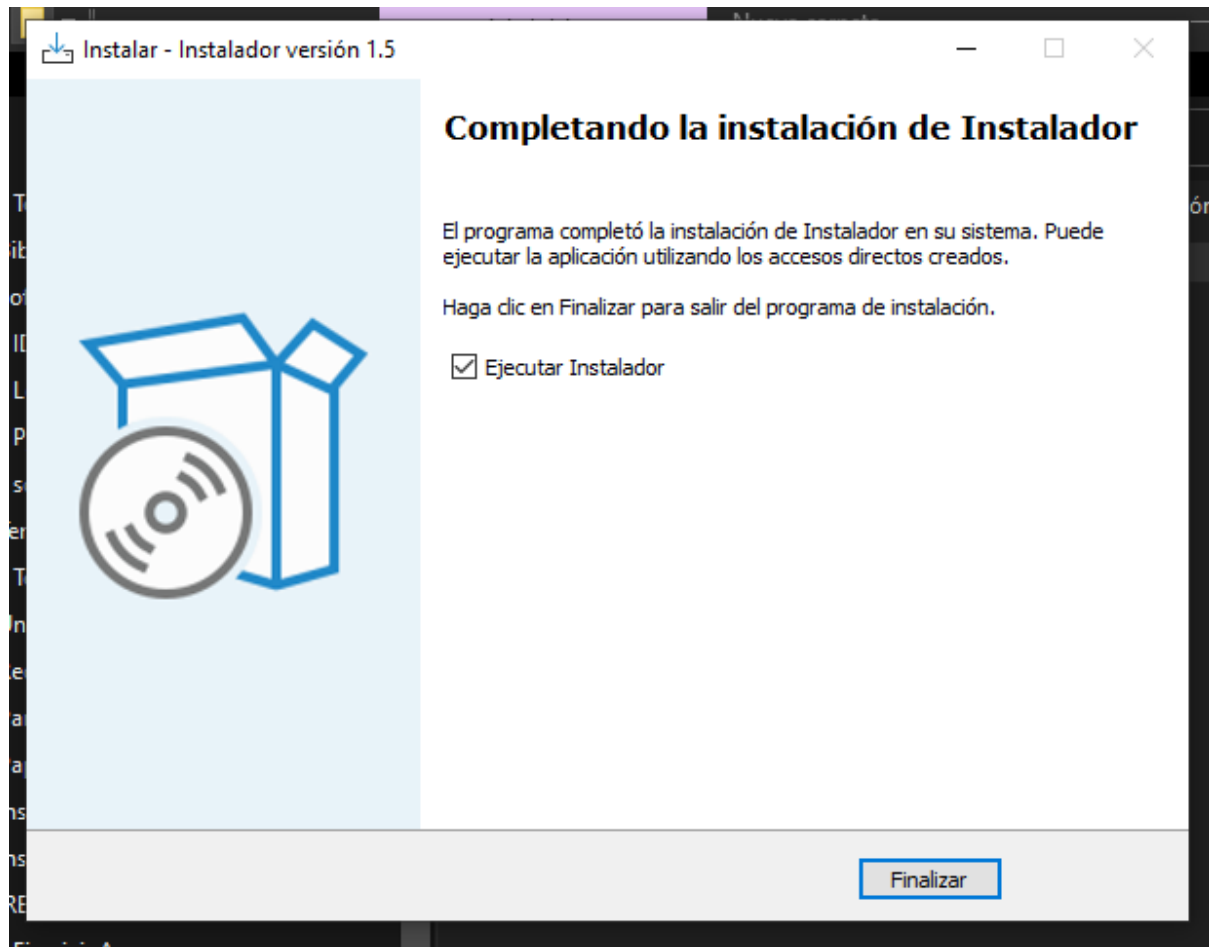 Instalar - Instalador versión 1.5
Completando la instalación de Instalador
El programa completó la instalación de Instalador en su sistema. Puede
ejecutar la aplicación utilizando los accesos directos creados.
Haga clic en Finalizar para salir del programa de instalación.
Ejecutar Instalador
Finalizar